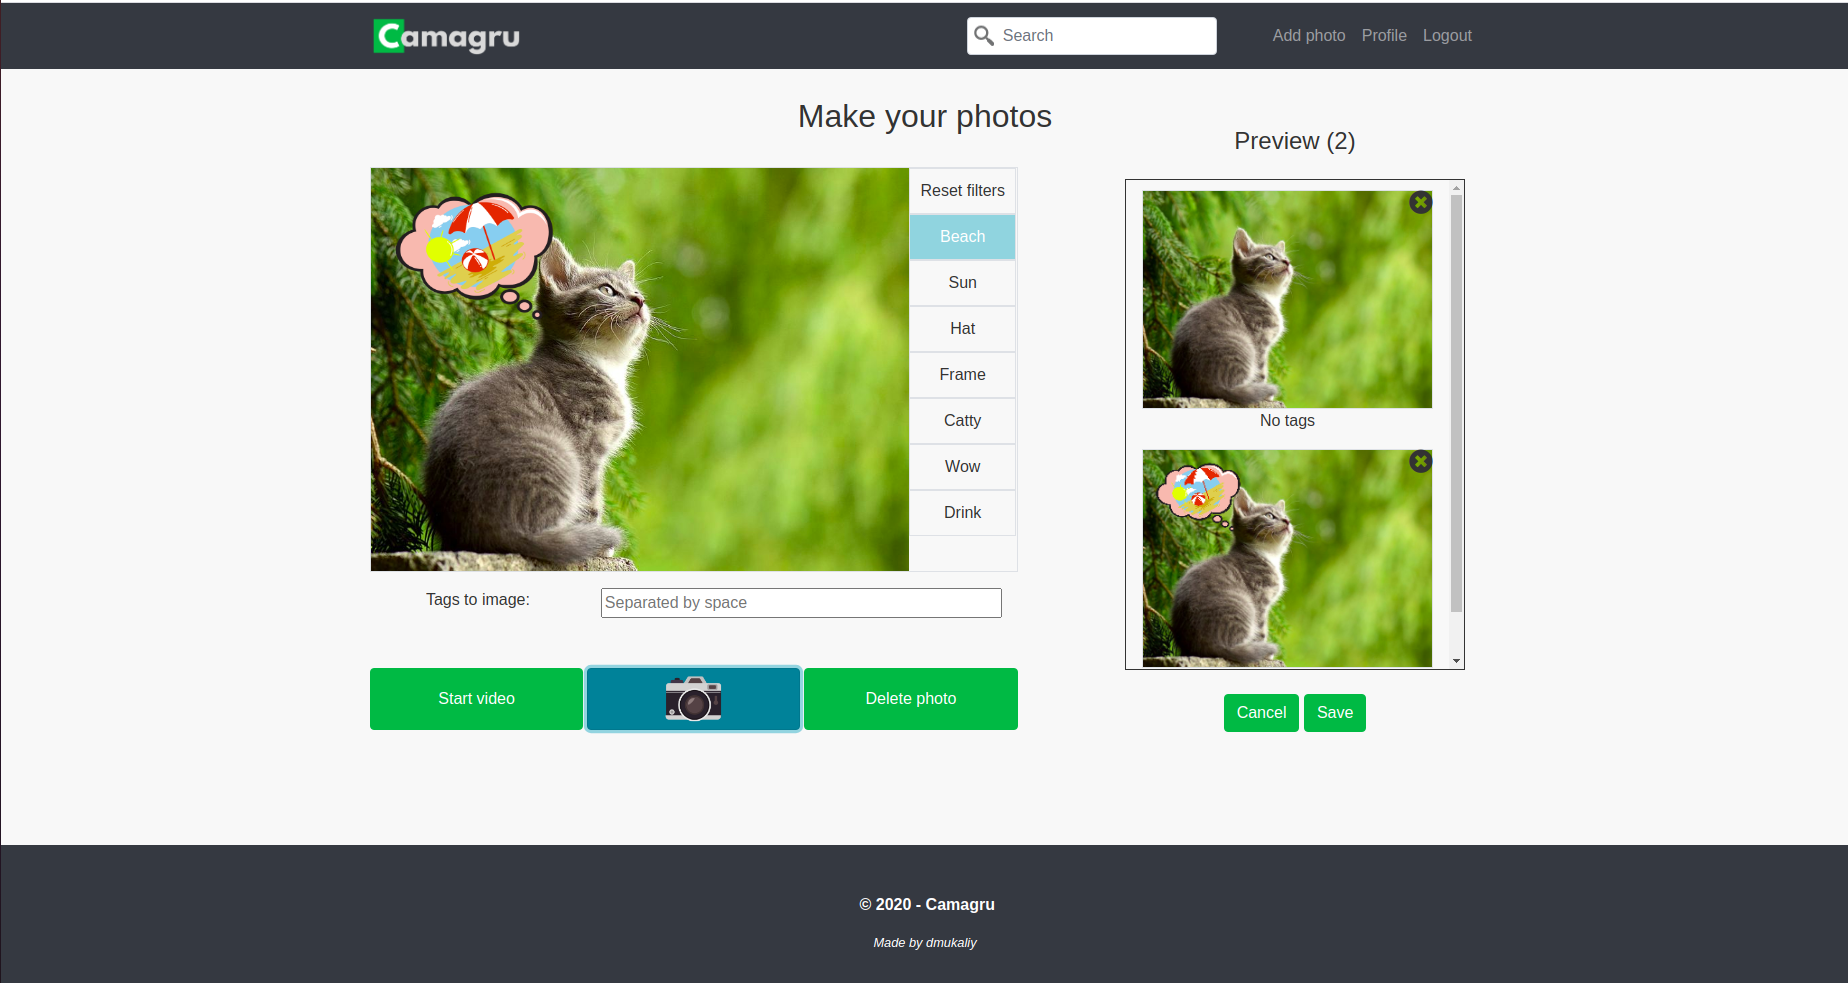 Camagru
Search
Add photo
Profile
Logout
Make your photos
Preview (2)
Reset filters
Beach
Sun
Hat
Frame
Catty
Wow
Drink
No tags
Tags to image:
Separated by space
Start video
Delete photo
Cancel
Save
© 2020 - Camagru
Made by dmukaliy